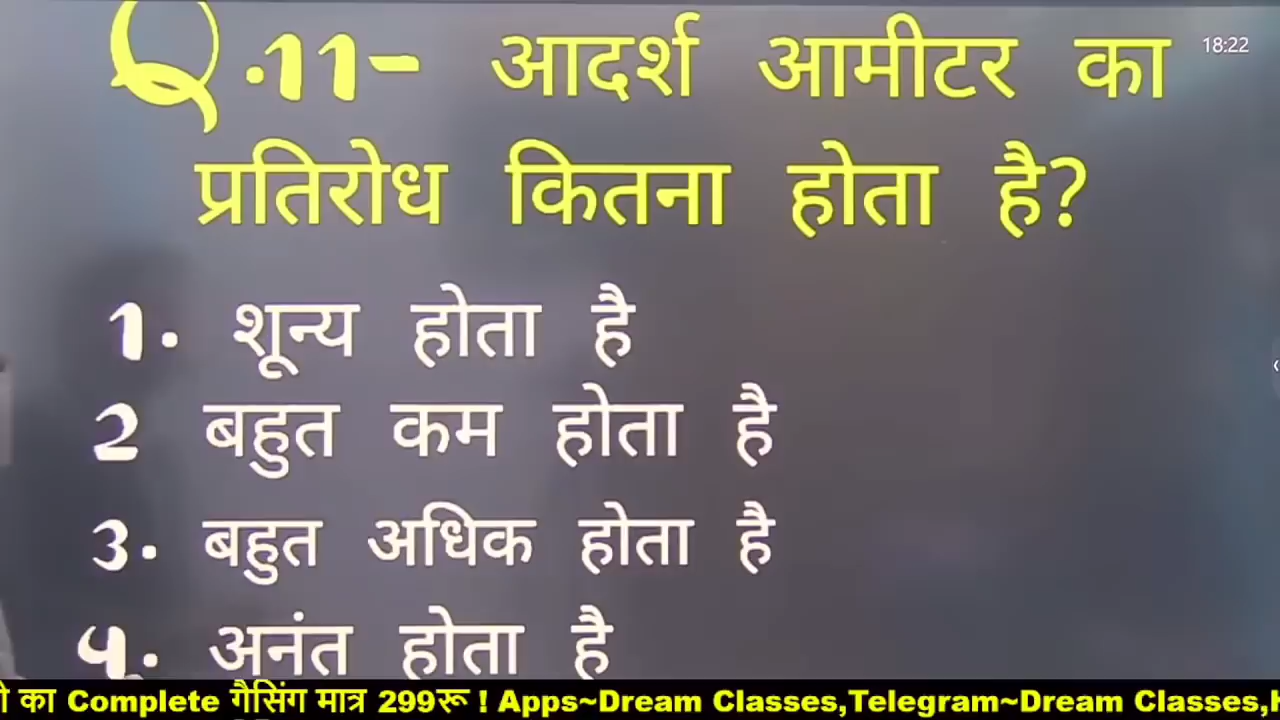 Q.11- आदर्श आमीटर का 18:22
प्रतिरोध कितना होता है?
1. शून्य होता है
2 बहुत कम होता है
3. बहुत अधिक होता है
4. अनंत होता है
का Complete गैसिंग मात्र 299रू ! Apps~Dream Classes,Telegram~Dream Classes,